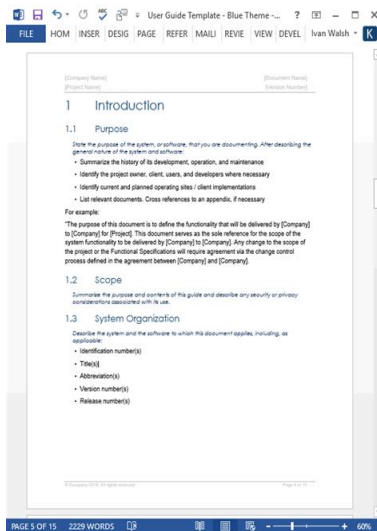 User Guide Template - Blue Theme -...
FILE HOM INSER DESIG PAGE REFER MAILI REVIE VIEW DEVEL Ivan Walsh K
[Company Name] [Document Name]
[Project Name] [Version Number]
1 Introduction
1.1 Purpose
State the purpose of the system, or software, that you are documenting. After describing the
general nature of the system and software:
• Summarize the history of its development, operation, and maintenance
• Identify the project owner, client, users, and developers where necessary
• Identify current and planned operating sites / client implementations
• List relevant documents. Cross references to an appendix, if necessary
For example:
"The purpose of this document is to define the functionality that will be delivered by [Company]
to [Company] for [Project]. This document serves as the sole reference for the scope of the
system functionality to be delivered by [Company] to [Company]. Any change to the scope of
the project or the Functional Specifications will require agreement via the change control
process defined in the agreement between [Company] and [Company].
1.2 Scope
Summarise the purpose and contents of this guide and describe any security or privacy
considerations associated with its use.
1.3 System Organization
Describe the system and the software to which this document applies, including, as
applicable:
• Identification number(s)
• Title(s)
• Abbreviation(s)
• Version number(s)
• Release number(s)
All rights reserved
PAGE 5 OF 15 2229 WORDS 60%